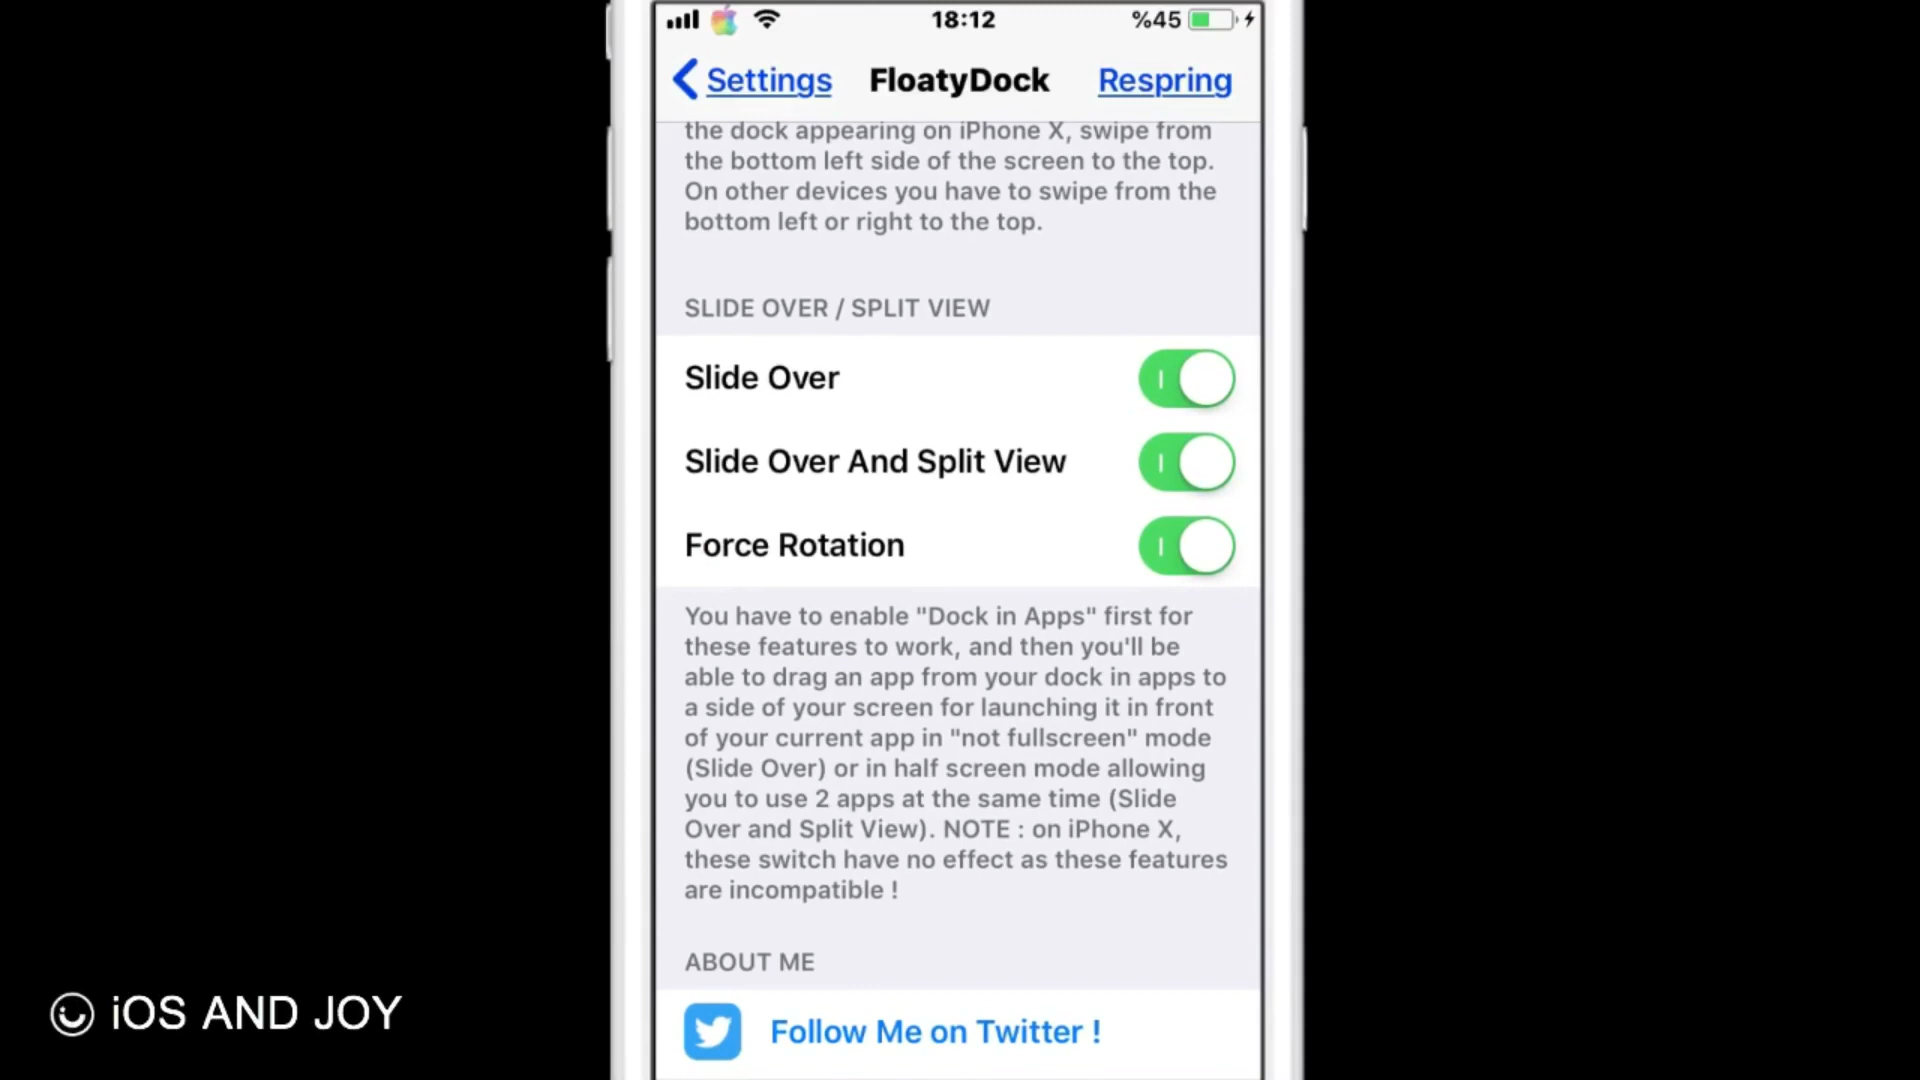 18:12
%45
Settings
FloatyDock
Respring
the dock appearing on iPhone X, swipe from
the bottom left side of the screen to the top.
On other devices you have to swipe from the
bottom left or right to the top.
SLIDE OVER / SPLIT VIEW
Slide Over
Slide Over And Split View
Force Rotation
You have to enable "Dock in Apps" first for
these features to work, and then you'll be
able to drag an app from your dock in apps to
a side of your screen for launching it in front
of your current app in "not fullscreen" mode
(Slide Over) or in half screen mode allowing
you to use 2 apps at the same time (Slide
Over and Split View). NOTE : on iPhone X,
these switch have no effect as these features
are incompatible !
ABOUT ME
Follow Me on Twitter !
iOS AND JOY